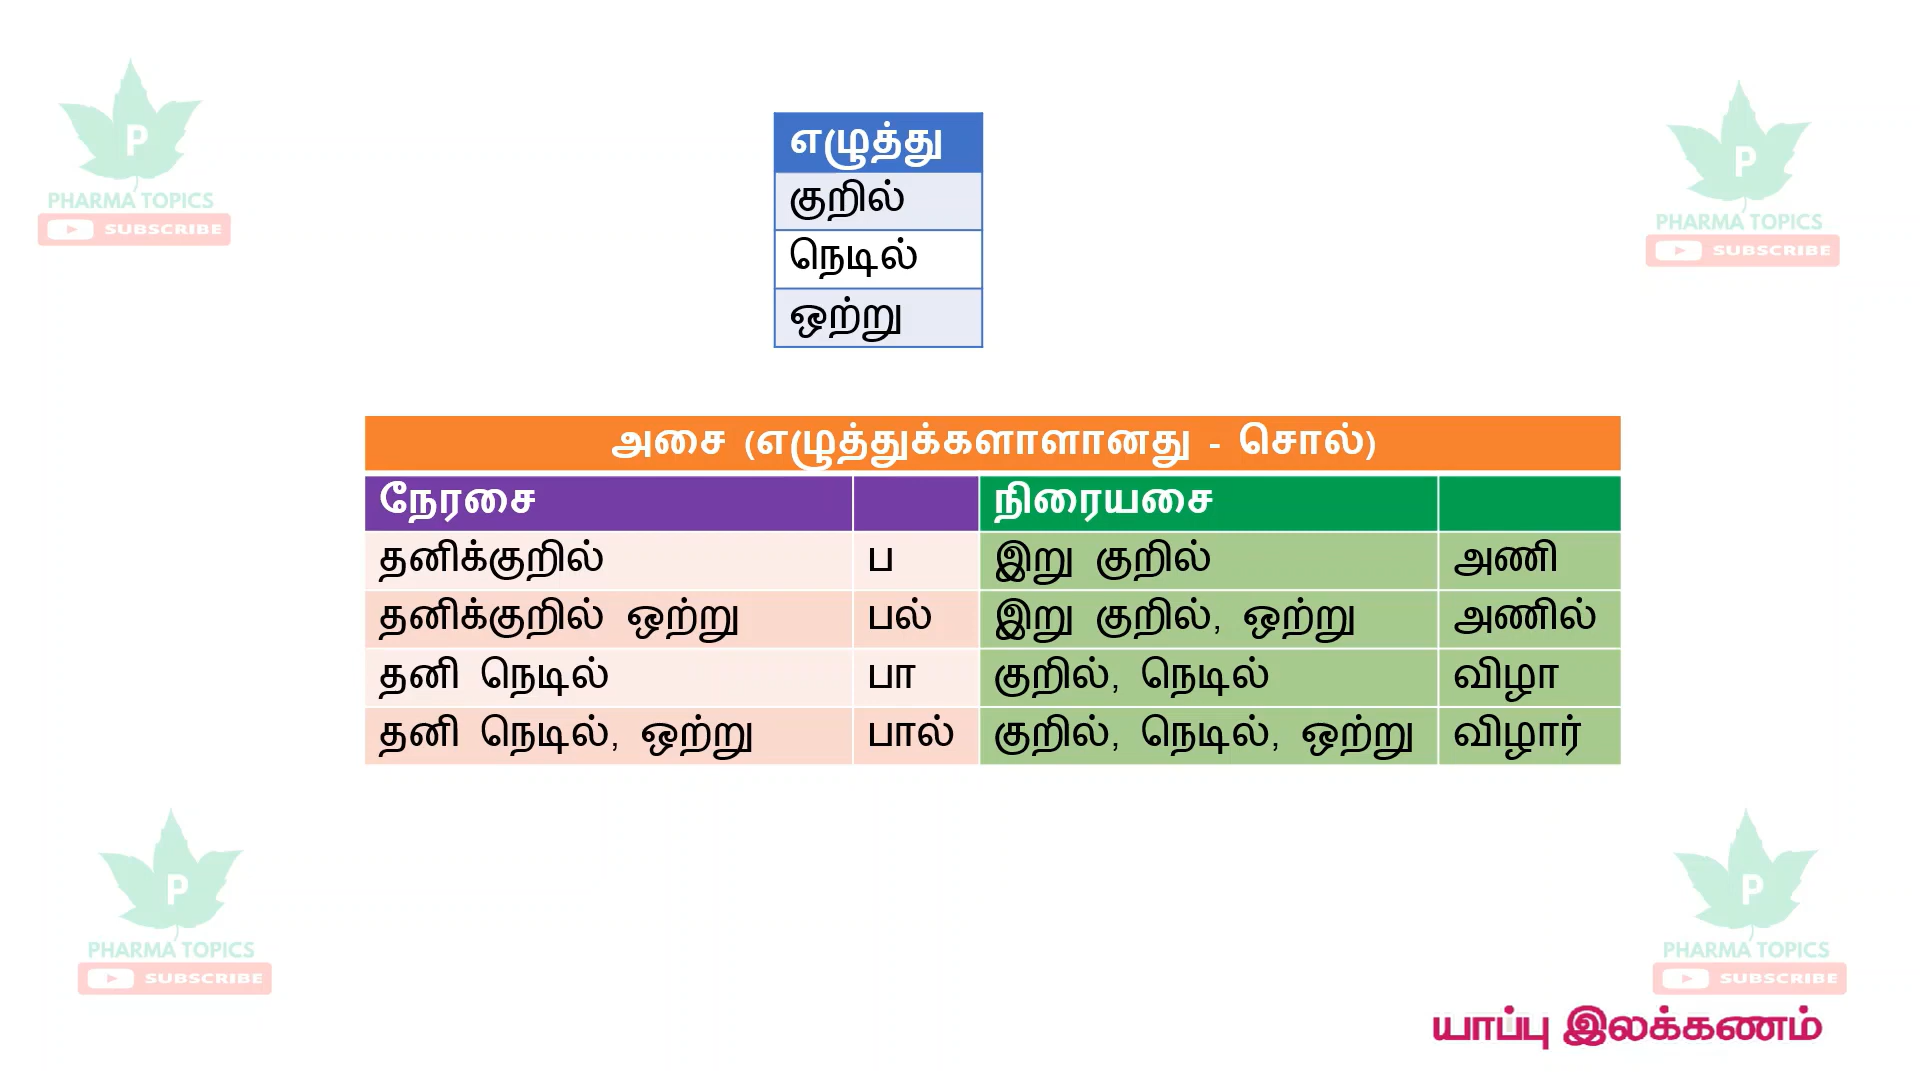 PHARMA TOPICS
SUBSCRIBE
PHARMA TOPICS
SUBSCRIBE
எழுத்து
குறில்
நெடில்
ஒற்று
அசை (எழுத்துக்களாளானது - சொல்)
நேரசை நிரையசை
தனிக்குறில் ப இறு குறில் அணி
தனிக்குறில் ஒற்று பல் இறு குறில், ஒற்று அணில்
தனி நெடில் பா குறில், நெடில் விழா
தனி நெடில், ஒற்று பால் குறில், நெடில், ஒற்று விழார்
PHARMA TOPICS
SUBSCRIBE
PHARMA TOPICS
SUBSCRIBE
யாப்பு இலக்கணம்